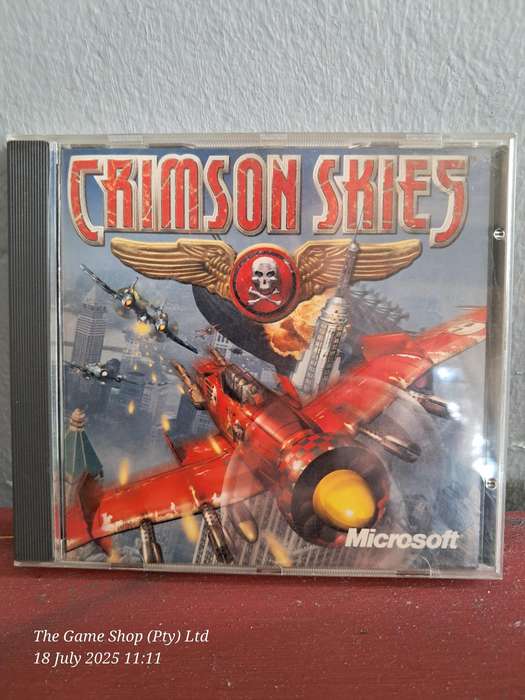 CRIMSON SKIES
Microsoft
The Game Shop (Pty) Ltd
18 July 2025 11:11